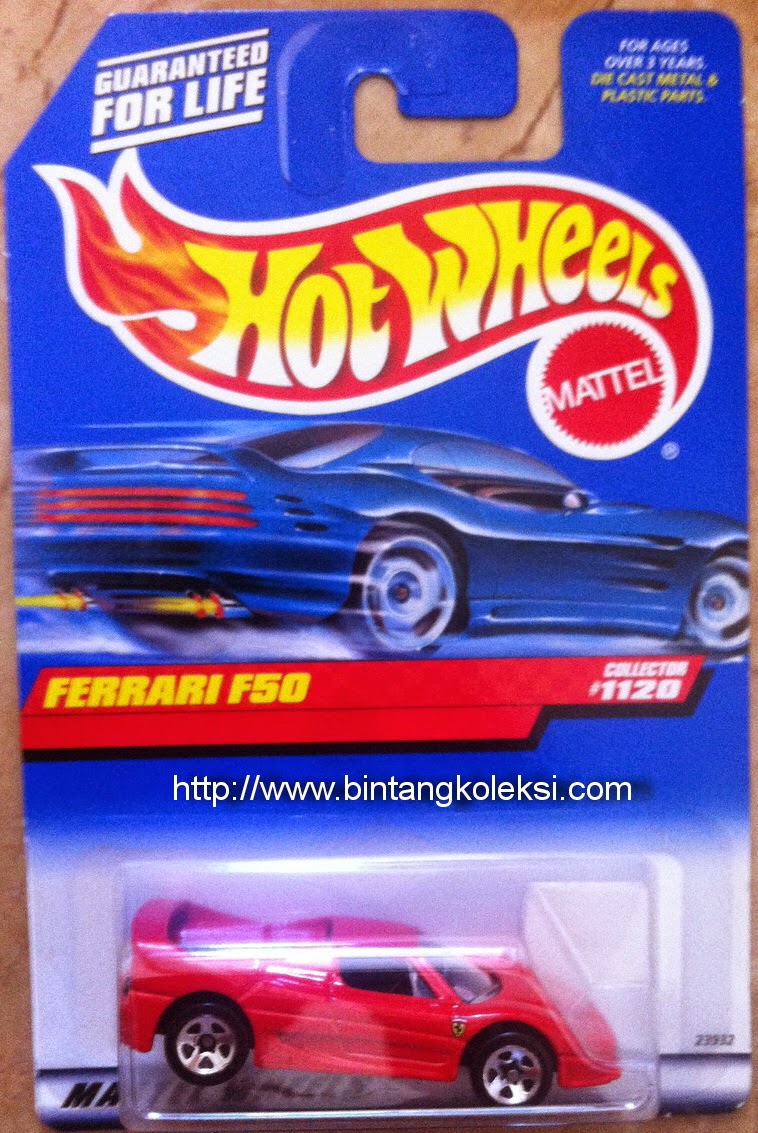 GUARANTEED
FOR LIFE
FOR AGES
OVER 3 YEARS.
DIE CAST METAL &
PLASTIC PARTS.
HOT WHEELS
MATTEL
®
FERRARI F50
COLLECTOR
#1120
http://www.bintangkoleksi.com
23932